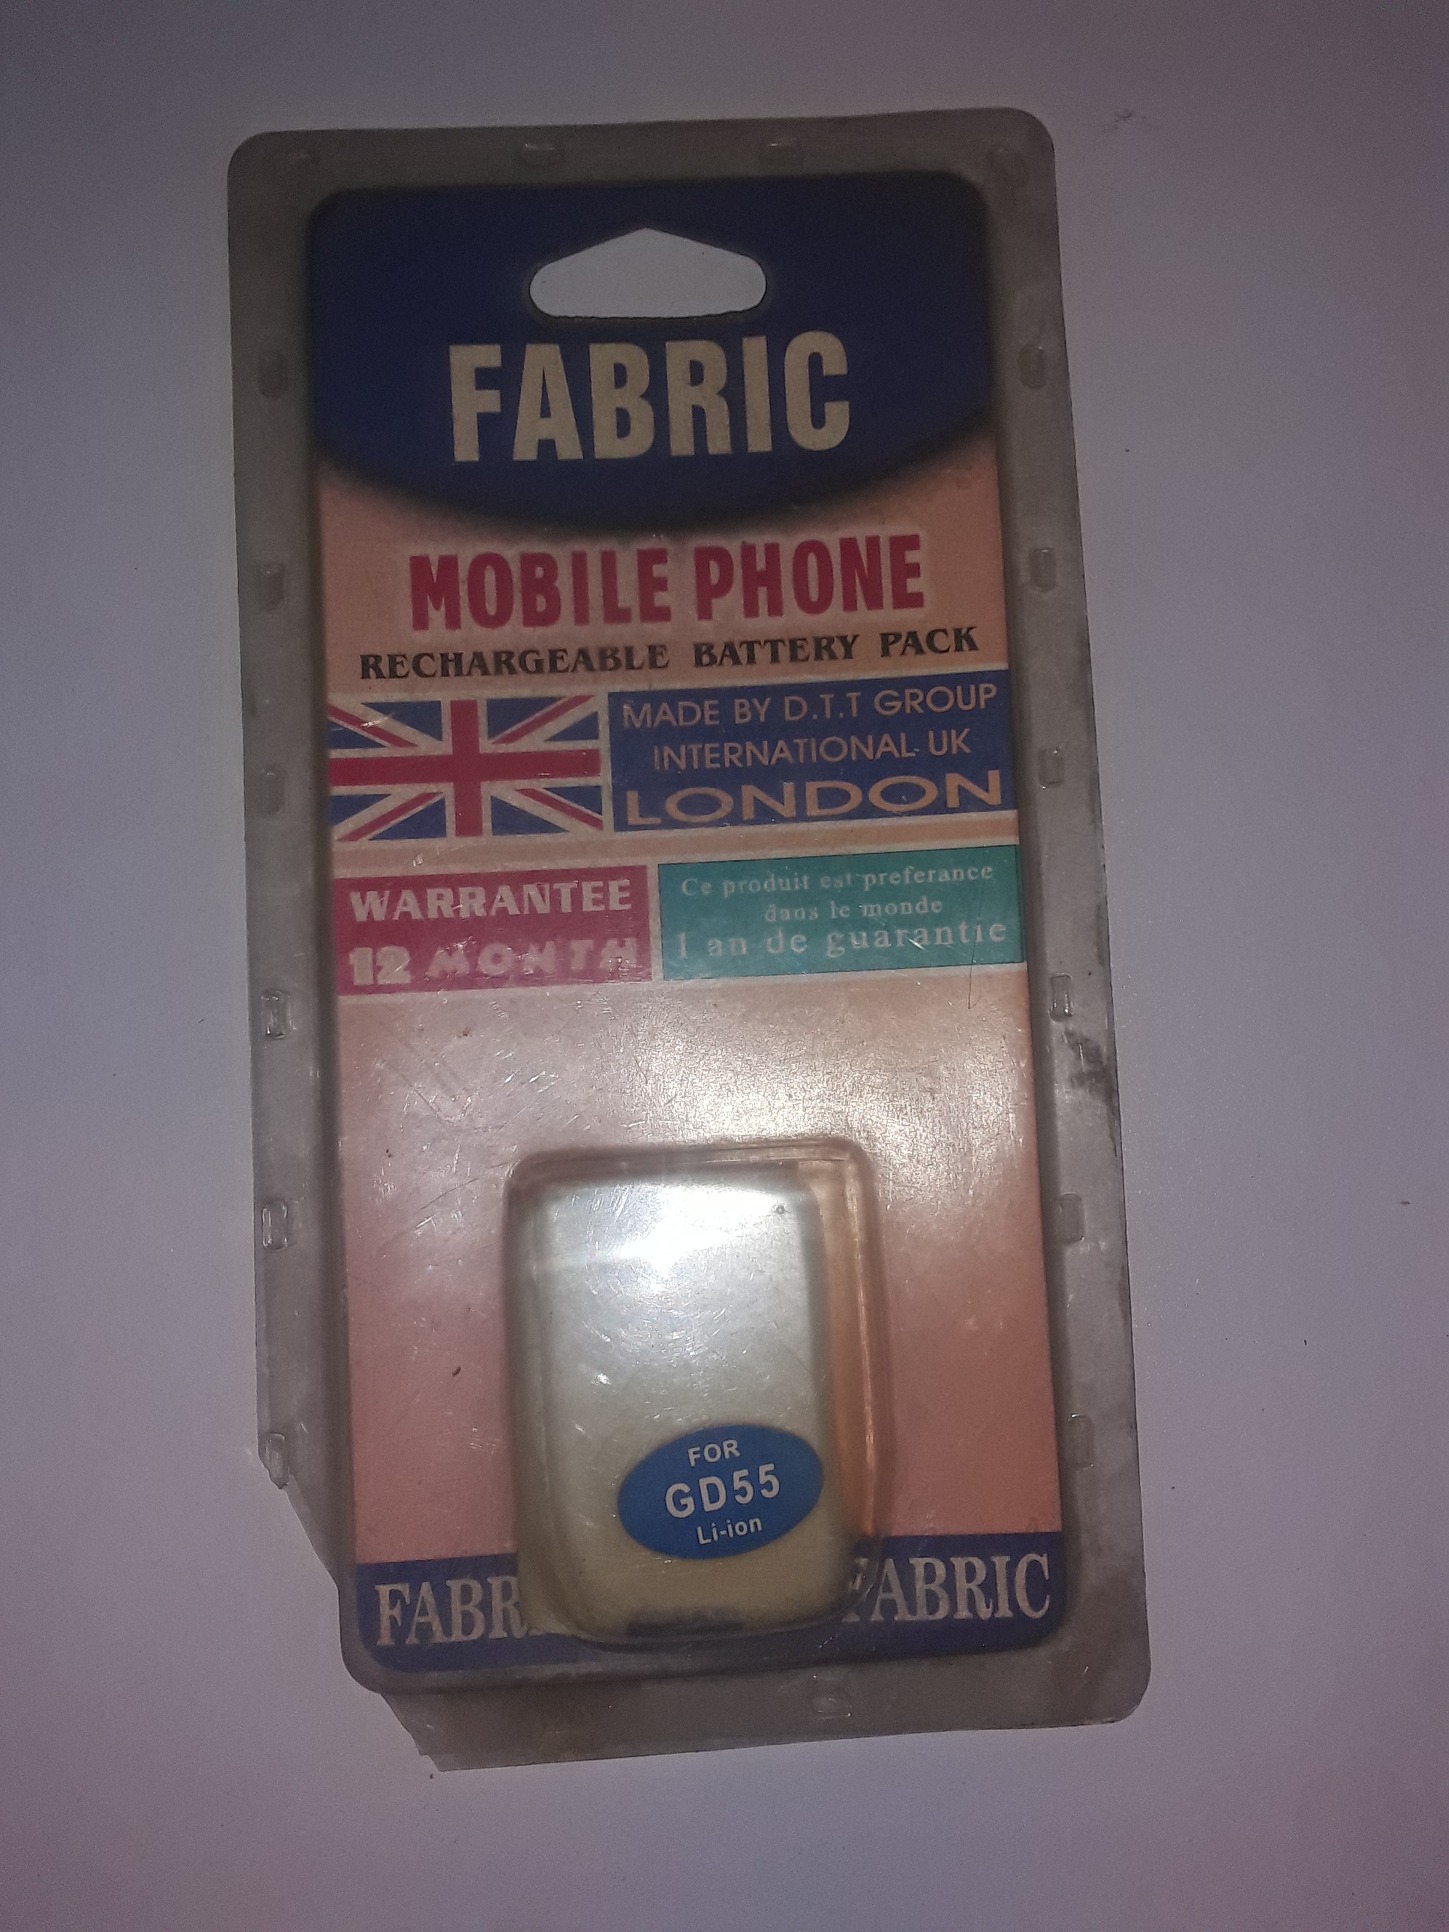 FABRIC
MOBILE PHONE
RECHARGEABLE BATTERY PACK
MADE BY D.T.T GROUP
INTERNATIONAL UK
LONDON
WARRANTEE
12 MONTH
Ce produit est preferance
dans le monde
1 an de guarantie
FOR
GD55
Li-ion
FABRIC